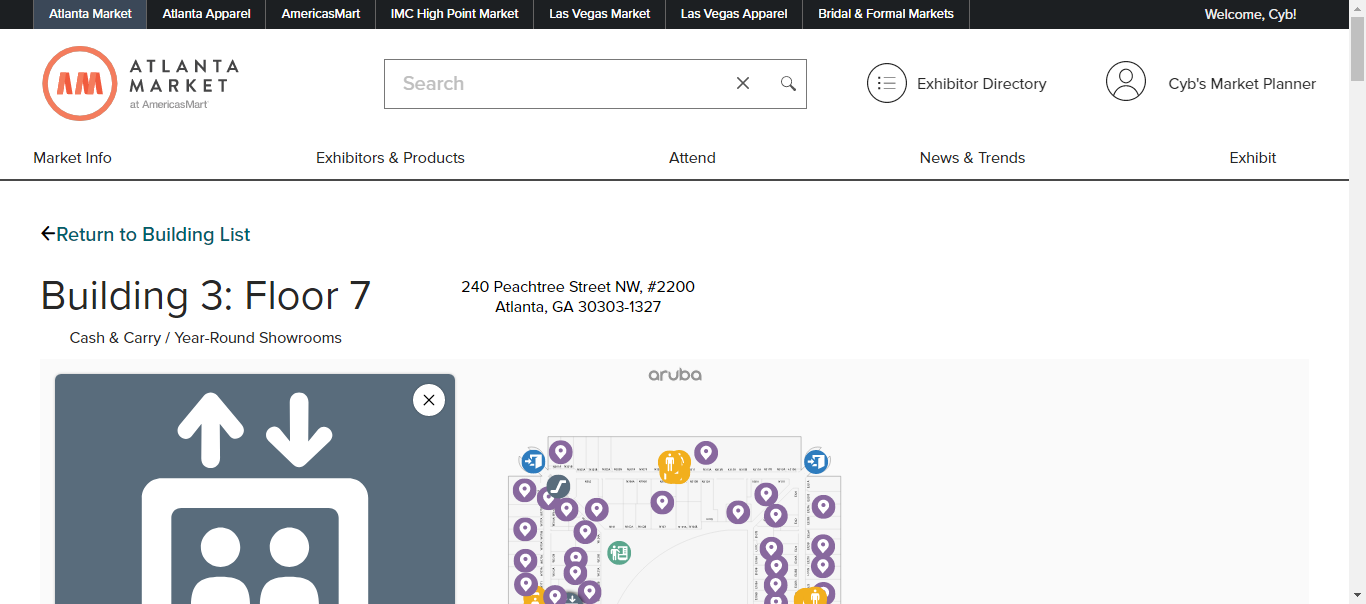 Atlanta Market Atlanta Apparel AmericasMart IMC High Point Market Las Vegas Market Las Vegas Apparel Bridal & Formal Markets Welcome, Cyb!
AM ATLANTA
MARKET
at AmericasMart
Search
Exhibitor Directory
Cyb's Market Planner
Market Info Exhibitors & Products Attend News & Trends Exhibit
Return to Building List
Building 3: Floor 7
240 Peachtree Street NW, #2200
Atlanta, GA 30303-1327
Cash & Carry / Year-Round Showrooms
aruba